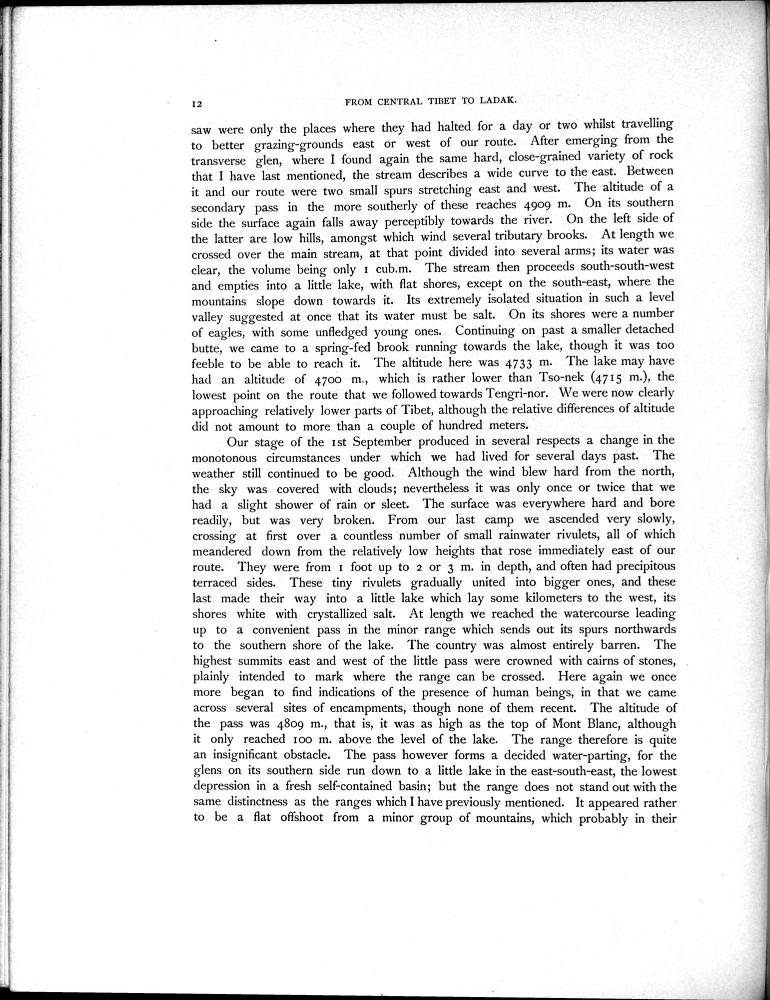 12
FROM CENTRAL TIBET TO LADAK.
saw were only the places where they had halted for a day or two whilst travelling
to better grazing-grounds east or west of our route. After emerging from the
transverse glen, where I found again the same hard, close-grained variety of rock
that I have last mentioned, the stream describes a wide curve to the east. Between
it and our route were two small spurs stretching east and west. The altitude of a
secondary pass in the more southerly of these reaches 4909 m. On its southern
side the surface again falls away perceptibly towards the river. On the left side of
the latter are low hills, amongst which wind several tributary brooks. At length we
crossed over the main stream, at that point divided into several arms; its water was
clear, the volume being only 1 cub.m. The stream then proceeds south-south-west
and empties into a little lake, with flat shores, except on the south-east, where the
mountains slope down towards it. Its extremely isolated situation in such a level
valley suggested at once that its water must be salt. On its shores were a number
of eagles, with some unfledged young ones. Continuing on past a smaller detached
butte, we came to a spring-fed brook running towards the lake, though it was too
feeble to be able to reach it. The altitude here was 4733 m. The lake may have
had an altitude of 4700 m., which is rather lower than Tso-nek (4715 m.), the
lowest point on the route that we followed towards Tengri-nor. We were now clearly
approaching relatively lower parts of Tibet, although the relative differences of altitude
did not amount to more than a couple of hundred meters.
Our stage of the 1st September produced in several respects a change in the
monotonous circumstances under which we had lived for several days past. The
weather still continued to be good. Although the wind blew hard from the north,
the sky was covered with clouds; nevertheless it was only once or twice that we
had a slight shower of rain or sleet. The surface was everywhere hard and bore
readily, but was very broken. From our last camp we ascended very slowly,
crossing at first over a countless number of small rainwater rivulets, all of which
meandered down from the relatively low heights that rose immediately east of our
route. They were from 1 foot up to 2 or 3 m. in depth, and often had precipitous
terraced sides. These tiny rivulets gradually united into bigger ones, and these
last made their way into a little lake which lay some kilometers to the west, its
shores white with crystallized salt. At length we reached the watercourse leading
up to a convenient pass in the minor range which sends out its spurs northwards
to the southern shore of the lake. The country was almost entirely barren. The
highest summits east and west of the little pass were crowned with cairns of stones,
plainly intended to mark where the range can be crossed. Here again we once
more began to find indications of the presence of human beings, in that we came
across several sites of encampments, though none of them recent. The altitude of
the pass was 4809 m., that is, it was as high as the top of Mont Blanc, although
it only reached 100 m. above the level of the lake. The range therefore is quite
an insignificant obstacle. The pass however forms a decided water-parting, for the
glens on its southern side run down to a little lake in the east-south-east, the lowest
depression in a fresh self-contained basin; but the range does not stand out with the
same distinctness as the ranges which I have previously mentioned. It appeared rather
to be a flat offshoot from a minor group of mountains, which probably in their